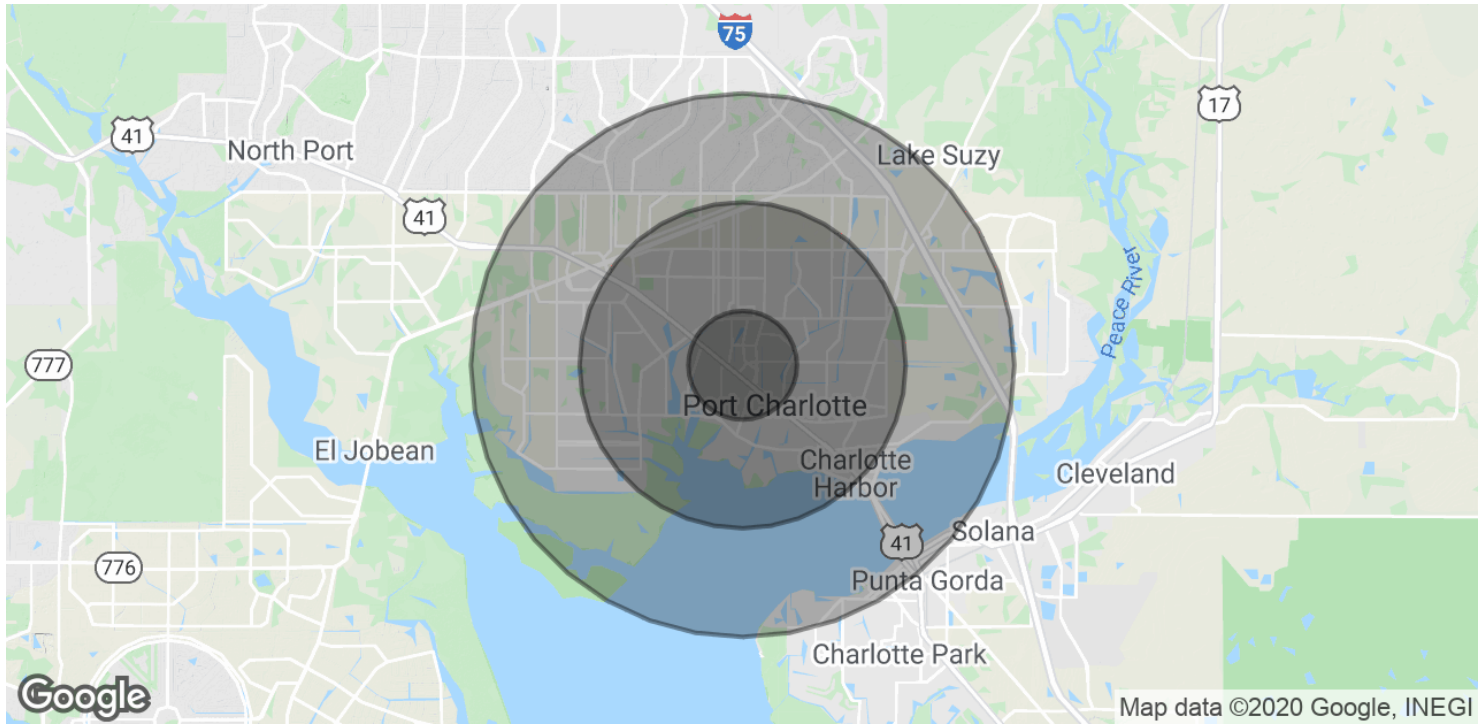 75
17
41
North Port
Lake Suzy
41
Peace River
777
Port Charlotte
El Jobean
Charlotte
Harbor
Cleveland
41
Solana
776
Punta Gorda
Charlotte Park
Google
Map data ©2020 Google, INEGI